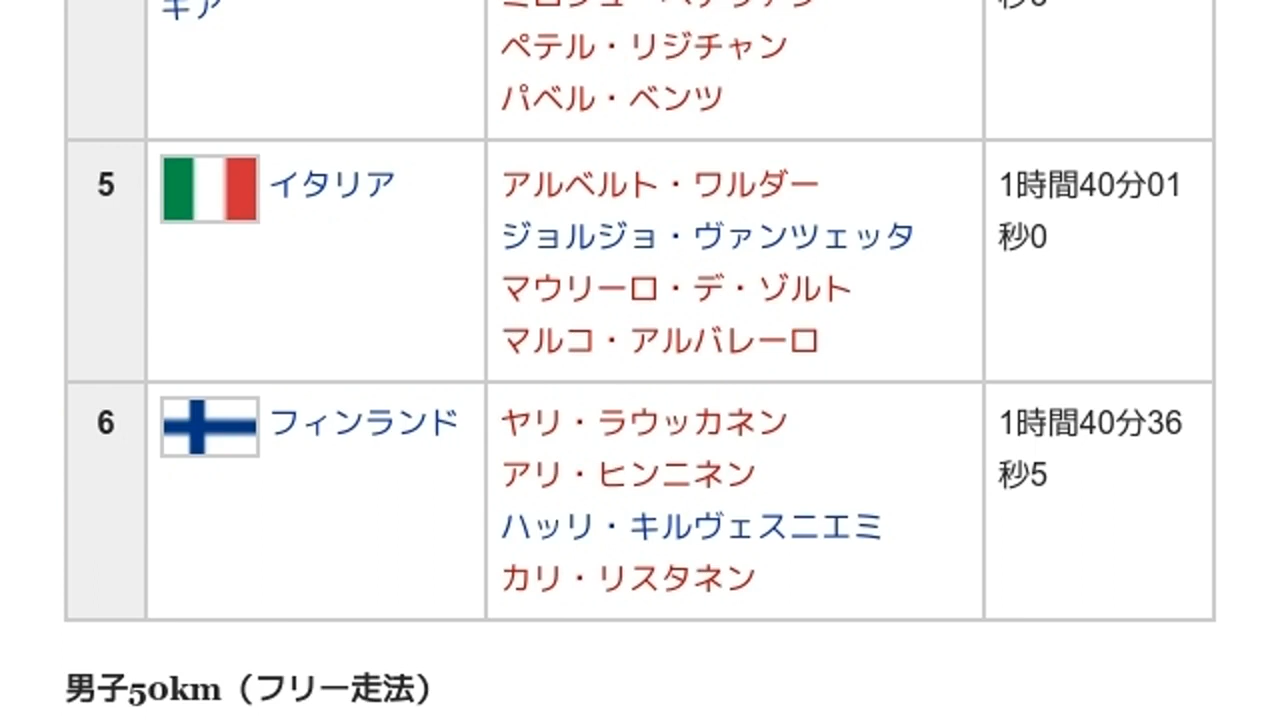 ギア
ペテル・リジチャン
パベル・ベンツ
5
イタリア
アルベルト・ワルダー
ジョルジョ・ヴァンツェッタ
マウリーロ・デ・ゾルト
マルコ・アルバレーロ
1時間40分01
秒0
6
フィンランド
ヤリ・ラウッカネン
アリ・ヒンニネン
ハッリ・キルヴェスニエミ
カリ・リスタネン
1時間40分36
秒5
男子50km（フリー走法）